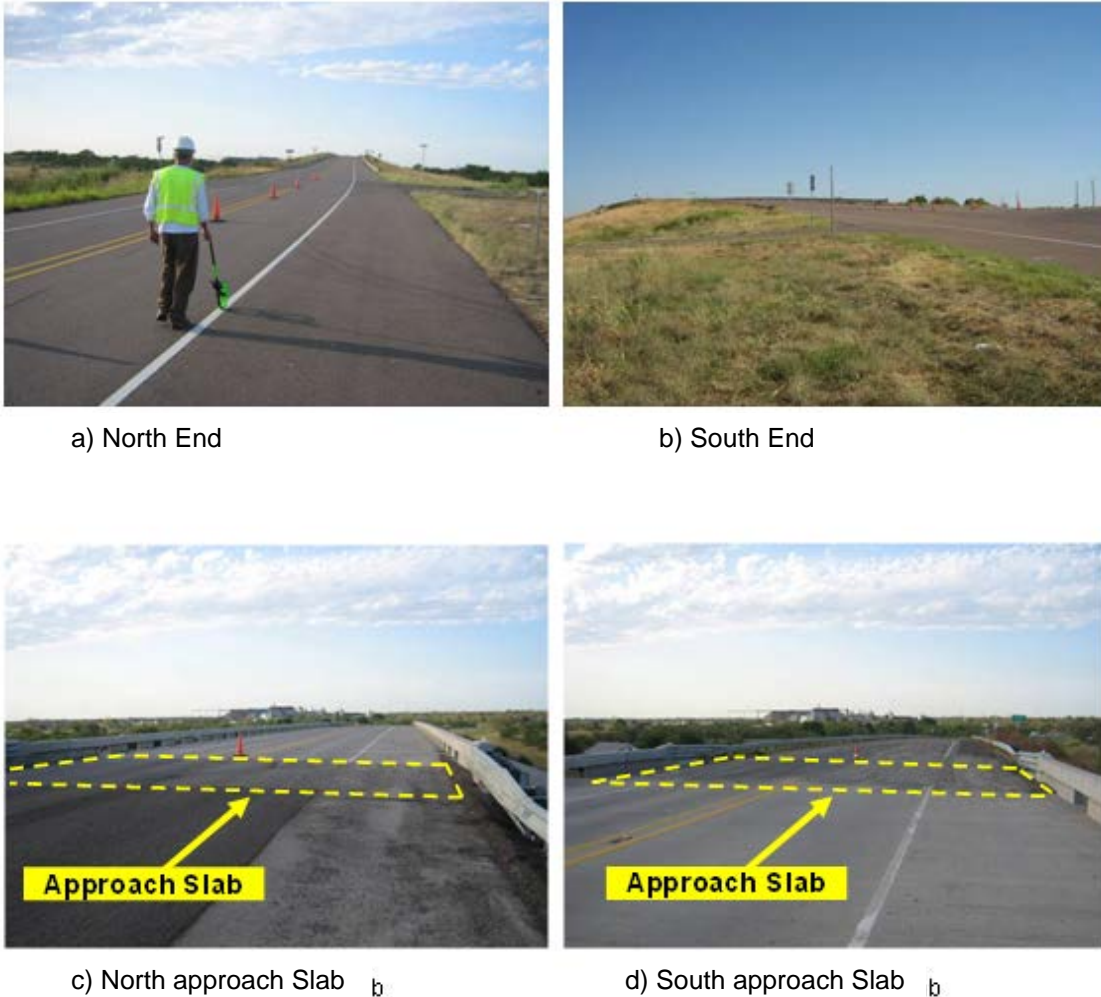 a) North End
b) South End
Approach Slab
Approach Slab
c) North approach Slab b
d) South approach Slab b